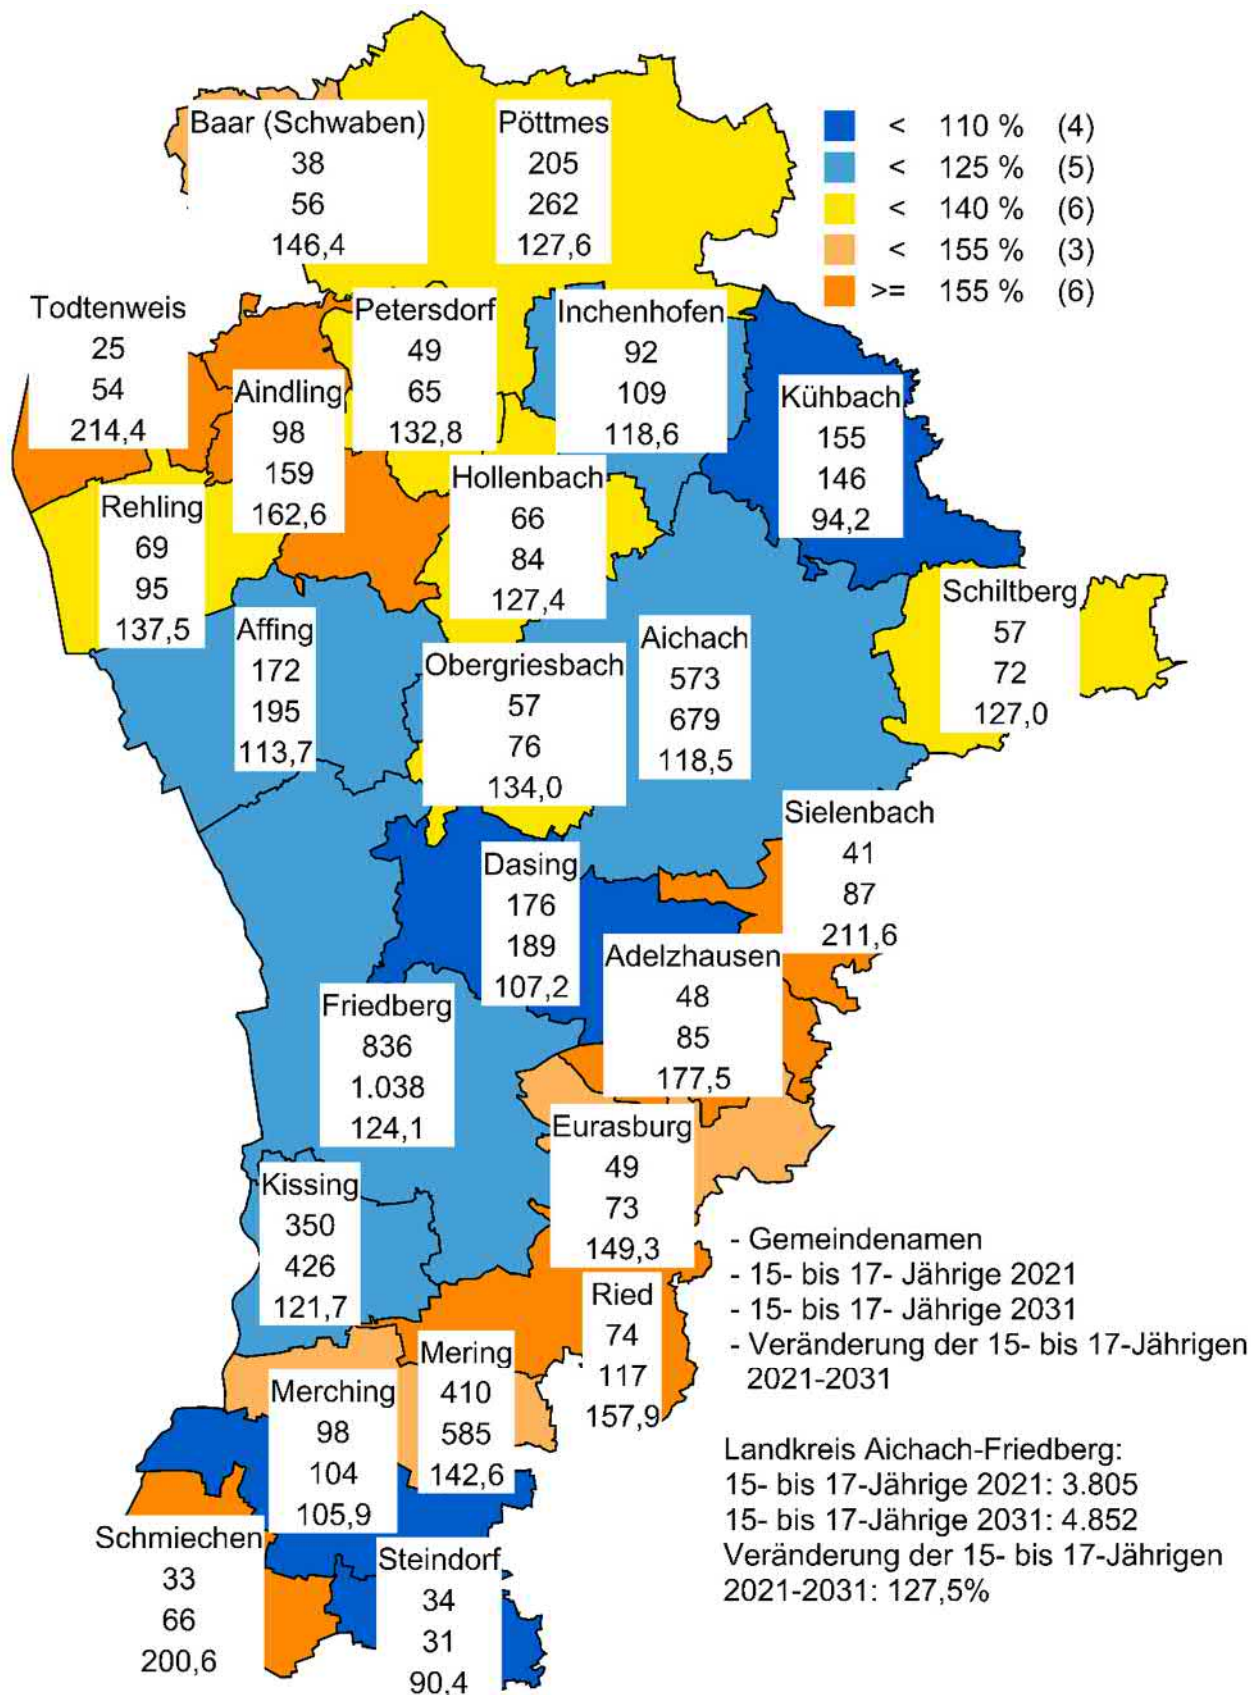 Baar (Schwaben)
38
56
146,4
Pöttmes
205
262
127,6
< 110 % (4)
< 125 % (5)
< 140 % (6)
< 155 % (3)
>= 155 % (6)
Todtenweis
25
54
214,4
Aindling
98
159
162,6
Petersdorf
49
65
132,8
Inchenhofen
92
109
118,6
Kühbach
155
146
94,2
Rehling
69
95
137,5
Hollenbach
66
84
127,4
Schiltberg
57
72
127,0
Affing
172
195
113,7
Obergriesbach
57
76
134,0
Aichach
573
679
118,5
Sielenbach
41
87
211,6
Dasing
176
189
107,2
Adelzhausen
48
85
177,5
Friedberg
836
1.038
124,1
Eurasburg
49
73
149,3
Kissing
350
426
121,7
Ried
74
117
157,9
Mering
410
585
142,6
Merching
98
104
105,9
Schmiechen
33
66
200,6
Steindorf
34
31
90,4
- Gemeindenamen
- 15- bis 17- Jährige 2021
- 15- bis 17- Jährige 2031
- Veränderung der 15- bis 17-Jährigen
2021-2031
Landkreis Aichach-Friedberg:
15- bis 17-Jährige 2021: 3.805
15- bis 17-Jährige 2031: 4.852
Veränderung der 15- bis 17-Jährigen
2021-2031: 127,5%